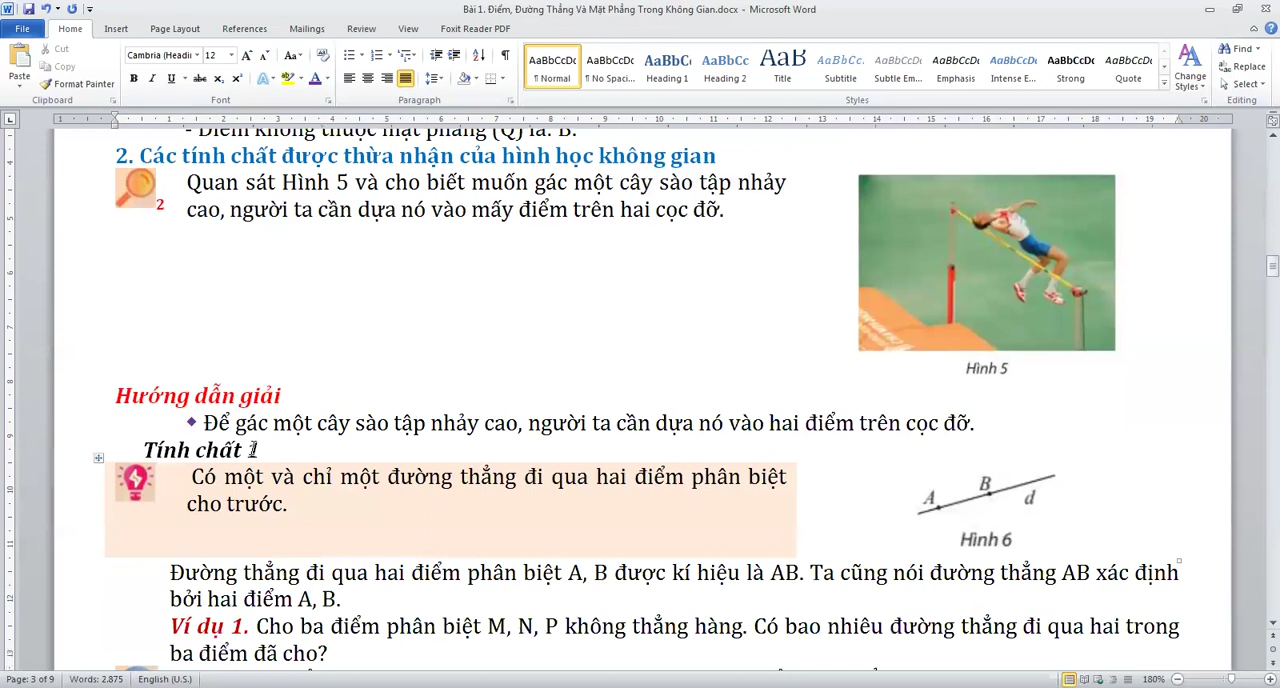 Bài 1. Điểm, Đường Thẳng Và Mặt Phẳng Trong Không Gian.docx - Microsoft Word
File Home Insert Page Layout References Mailings Review View Foxit Reader PDF
Paste
Cut
Copy
Format Painter
Clipboard
Cambria (Headi 12
Font
Paragraph
AaBbCcDc AaBbCcDc AaBbC AaBbCc AaB AaBbCc. AaBbCcDc AaBbCcDc AaBbCcDc AaBbCcDc AaBbCcDc
¶ Normal ¶ No Spaci... Heading 1 Heading 2 Title Subtitle Subtle Em... Emphasis Intense E... Strong Quote
Styles
Change Styles
Find
Replace
Select
Editing
- Điểm không thuộc mặt phẳng (Q) là: B.
2. Các tính chất được thừa nhận của hình học không gian
2
Quan sát Hình 5 và cho biết muốn gác một cây sào tập nhảy
cao, người ta cần dựa nó vào mấy điểm trên hai cọc đỡ.
Hình 5
Hướng dẫn giải
Để gác một cây sào tập nhảy cao, người ta cần dựa nó vào hai điểm trên cọc đỡ.
Tính chất 1
Có một và chỉ một đường thẳng đi qua hai điểm phân biệt
cho trước.
A B d
Hình 6
Đường thẳng đi qua hai điểm phân biệt A, B được kí hiệu là AB. Ta cũng nói đường thẳng AB xác định
bởi hai điểm A, B.
Ví dụ 1. Cho ba điểm phân biệt M, N, P không thẳng hàng. Có bao nhiêu đường thẳng đi qua hai trong
ba điểm đã cho?
Page: 3 of 9 Words: 2.875 English (U.S.) 180%